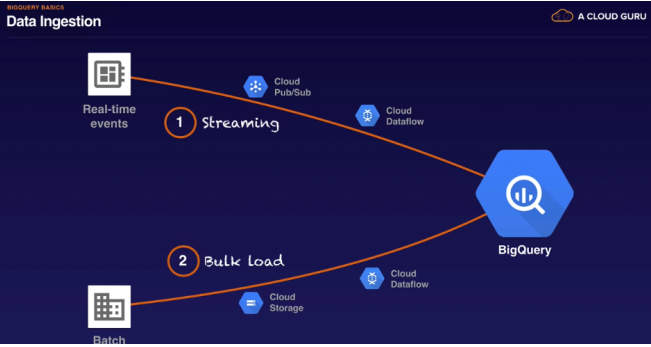 BIGQUERY BASICS
Data Ingestion
A CLOUD GURU
Real-time
events
1 Streaming
Cloud
Pub/Sub
Cloud
Dataflow
BigQuery
2 Bulk load
Cloud
Dataflow
Cloud
Storage
Batch